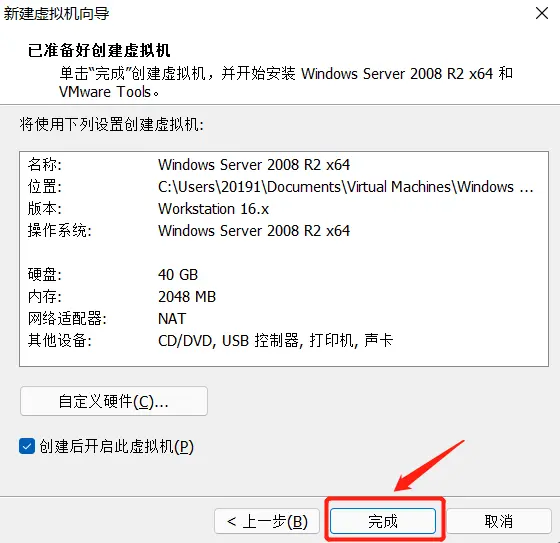 新建虚拟机向导
已准备好创建虚拟机
单击“完成”创建虚拟机，并开始安装 Windows Server 2008 R2 x64 和
VMware Tools。
将使用下列设置创建虚拟机:
名称: Windows Server 2008 R2 x64
位置: C:\Users\20191\Documents\Virtual Machines\Windows ...
版本: Workstation 16.x
操作系统: Windows Server 2008 R2 x64
硬盘: 40 GB
内存: 2048 MB
网络适配器: NAT
其他设备: CD/DVD, USB 控制器, 打印机, 声卡
自定义硬件(C)...
创建后开启此虚拟机(P)
< 上一步(B) 完成 取消